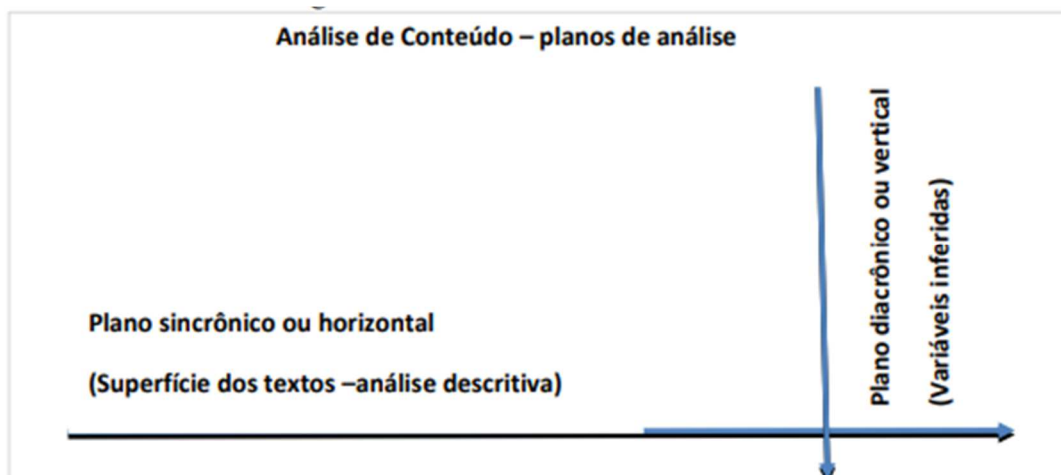 Análise de Conteúdo – planos de análise
Plano sincrônico ou horizontal
(Superfície dos textos –análise descritiva)
Plano diacrônico ou vertical
(Variáveis inferidas)